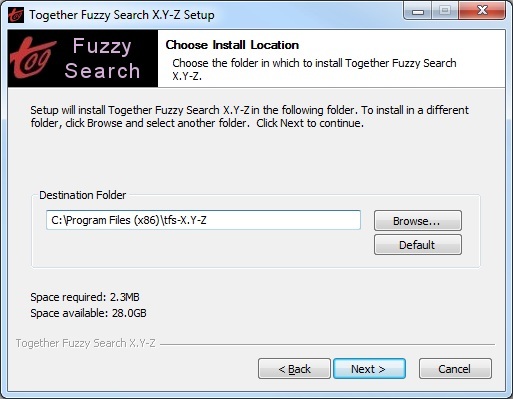 Together Fuzzy Search X.Y-Z Setup
tog
Fuzzy
Search
Choose Install Location
Choose the folder in which to install Together Fuzzy Search
X.Y-Z.
Setup will install Together Fuzzy Search X.Y-Z in the following folder. To install in a different
folder, click Browse and select another folder. Click Next to continue.
Destination Folder
C:\Program Files (x86)\tfs-X.Y-Z
Browse...
Default
Space required: 2.3MB
Space available: 28.0GB
Together Fuzzy Search X.Y-Z
< Back
Next >
Cancel